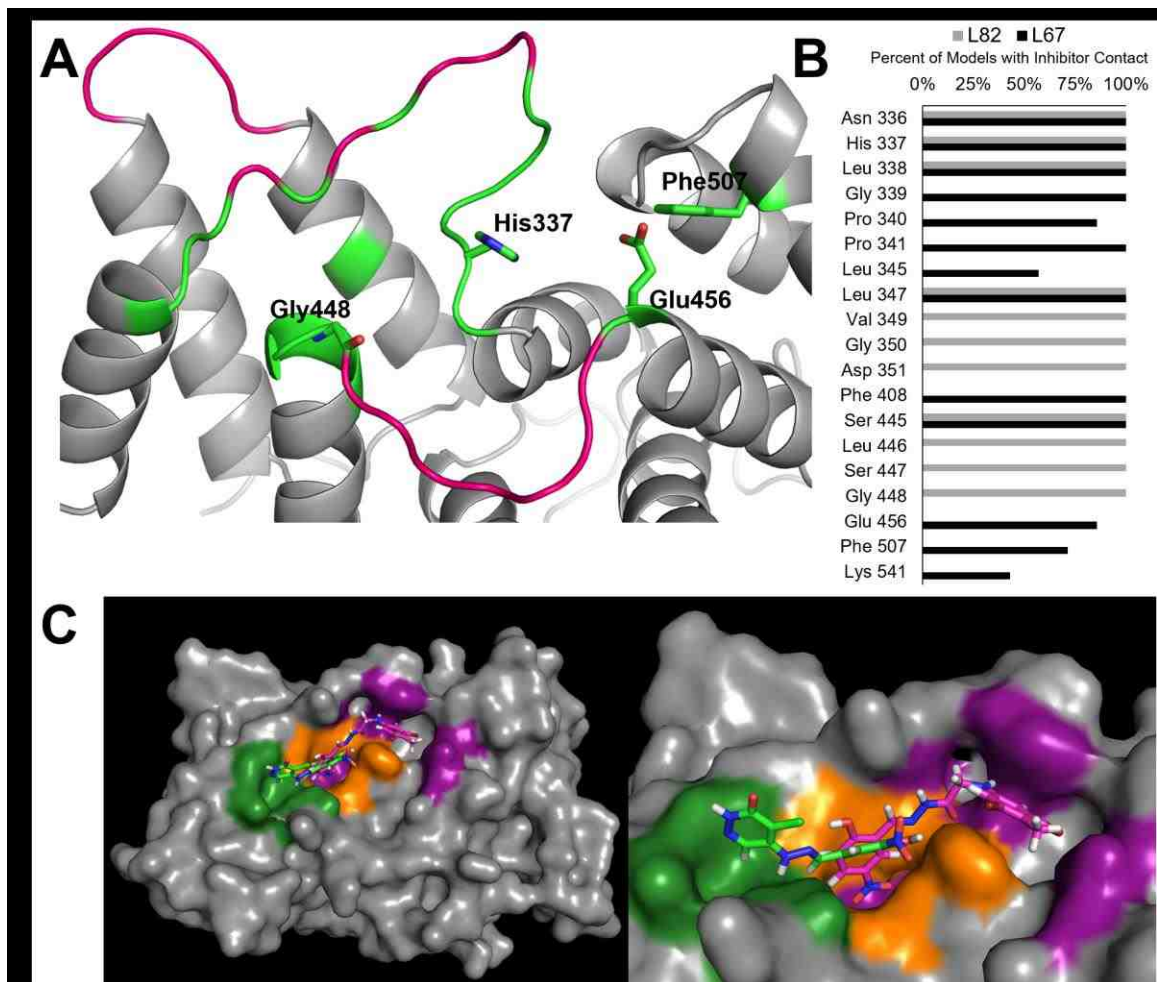 A
Phe507
His337
Glu456
Gly448
B
L82 L67
Percent of Models with Inhibitor Contact
0% 25% 50% 75% 100%
Asn 336
His 337
Leu 338
Gly 339
Pro 340
Pro 341
Leu 345
Leu 347
Val 349
Gly 350
Asp 351
Phe 408
Ser 445
Leu 446
Ser 447
Gly 448
Glu 456
Phe 507
Lys 541
C